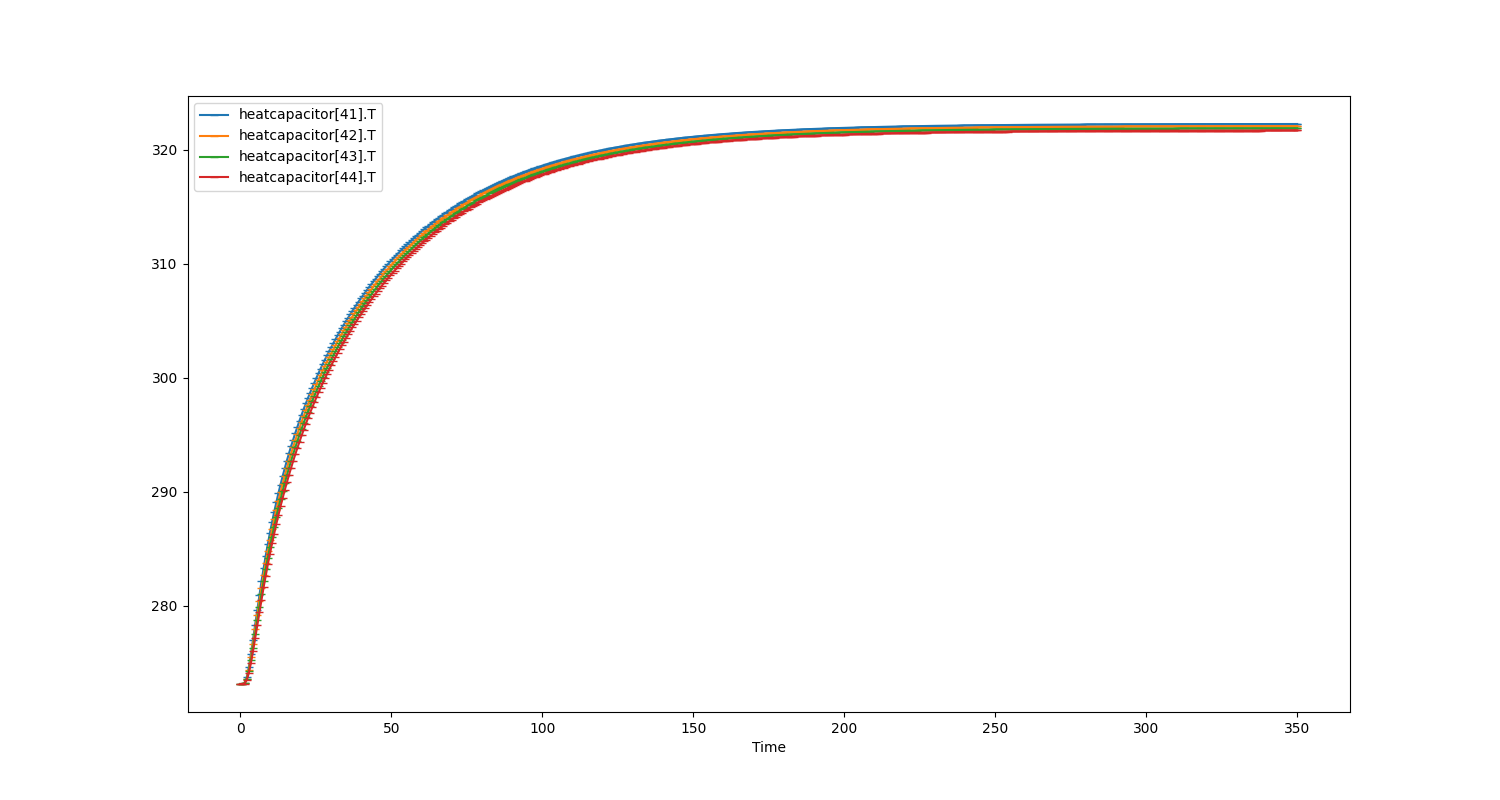 heatcapacitor[41].T
heatcapacitor[42].T
heatcapacitor[43].T
heatcapacitor[44].T
320
310
300
290
280
0 50 100 150 200 250 300 350
Time